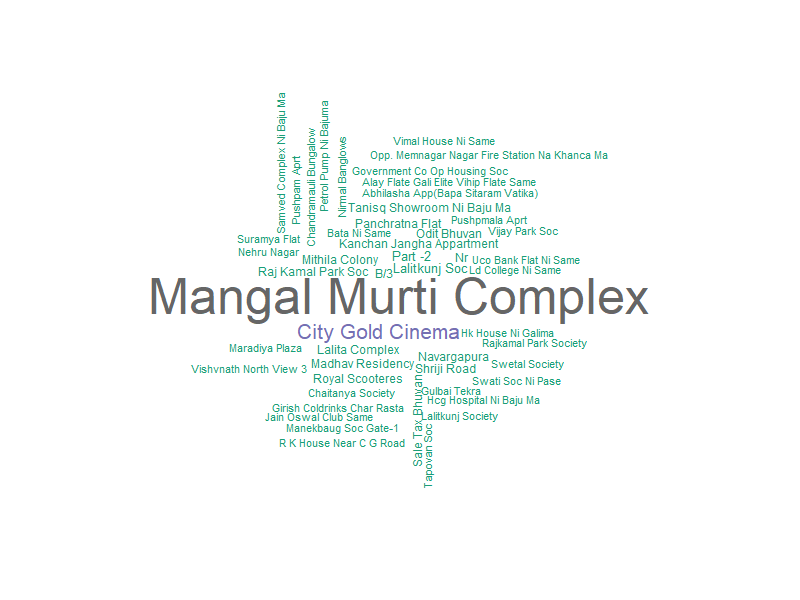 Samved Complex Ni Baju Ma
Pushpam Aprt
Chandramauli Bungalow
Petrol Pump Ni Bajuma
Nirmal Banglows
Vimal House Ni Same
Opp. Memnagar Nagar Fire Station Na Khanca Ma
Government Co Op Housing Soc
Alay Flate Gali Elite Vihip Flate Same
Abhilasha App(Bapa Sitaram Vatika)
Tanisq Showroom Ni Baju Ma
Panchratna Flat
Pushpmala Aprt
Bata Ni Same
Odit Bhuvan
Vijay Park Soc
Suramya Flat
Kanchan Jangha Appartment
Nehru Nagar
Mithila Colony
Part -2
Nr
Uco Bank Flat Ni Same
Raj Kamal Park Soc
B/3
Lalitkunj Soc
Ld College Ni Same
Mangal Murti Complex
City Gold Cinema
Hk House Ni Galima
Rajkamal Park Society
Maradiya Plaza
Lalita Complex
Navargapura
Vishvnath North View 3
Madhav Residency
Shriji Road
Swetal Society
Royal Scooteres
Swati Soc Ni Pase
Chaitanya Society
Gulbai Tekra
Hcg Hospital Ni Baju Ma
Girish Coldrinks Char Rasta
Jain Oswal Club Same
Lalitkunj Society
Manekbaug Soc Gate-1
R K House Near C G Road
Sale Tax Bhuvan
Tapovan Soc